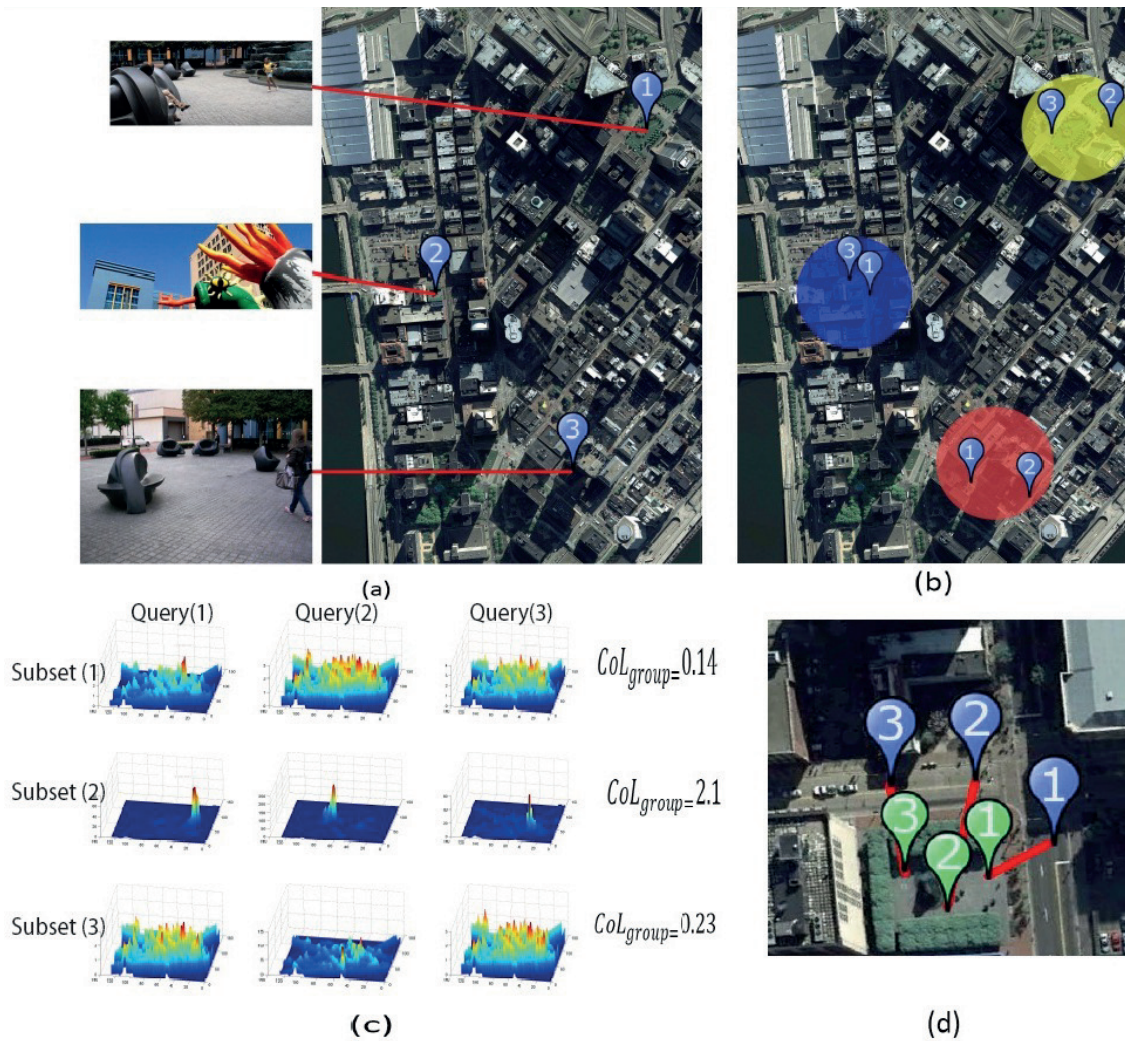 1
2
3
(a)
3
2
3
1
1
2
(b)
Query(1) Query(2) Query(3)
Subset (1) CoL_group=0.14
Subset (2) CoL_group=2.1
Subset (3) CoL_group=0.23
(c)
3
2
1
3
1
2
(d)